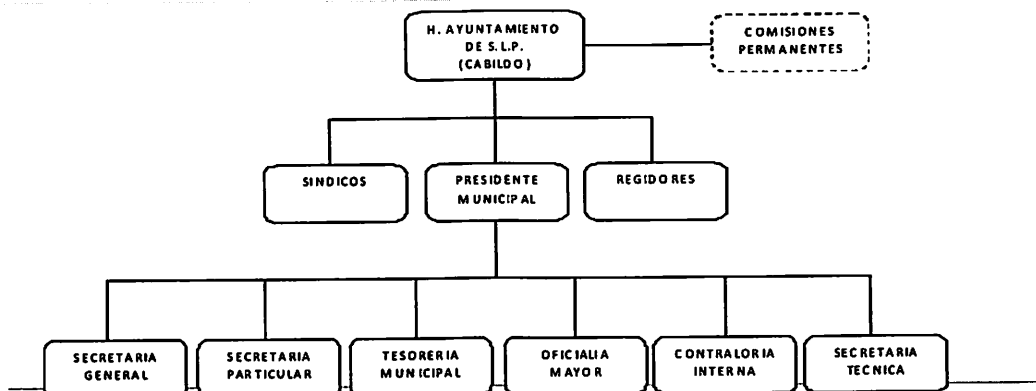 H. AYUNTAMIENTO
DE S.L.P.
(CABILDO)
COMISIONES
PERMANENTES
SINDICOS
PRESIDENTE
MUNICIPAL
REGIDORES
SECRETARIA
GENERAL
SECRETARIA
PARTICULAR
TESORERIA
MUNICIPAL
OFICIALIA
MAYOR
CONTRALORIA
INTERNA
SECRETARIA
TECNICA